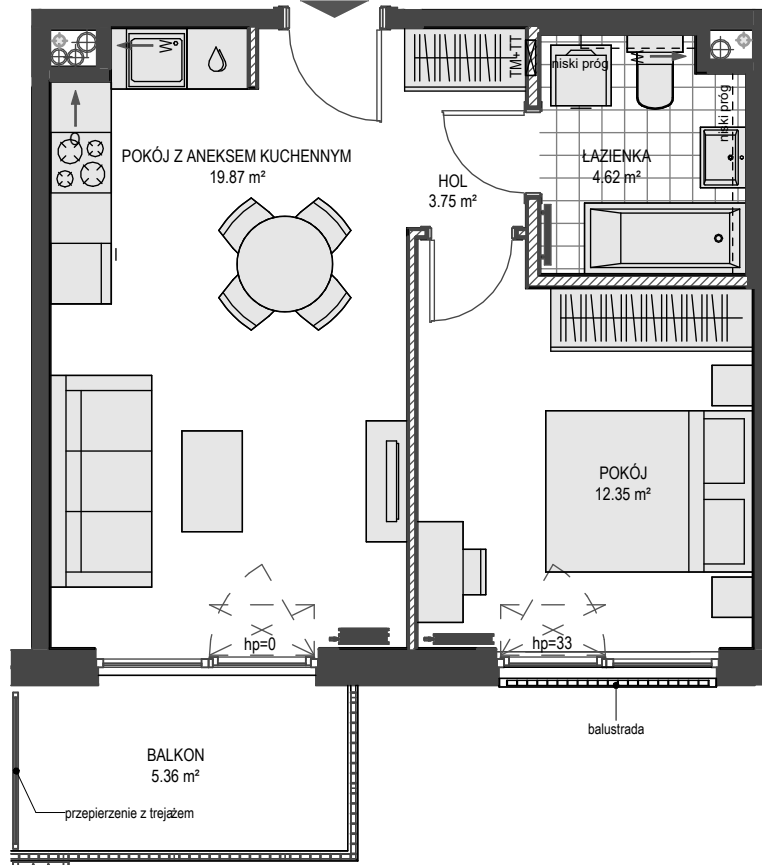 TM+TT
niski próg
niski próg
POKÓJ Z ANEKSEM KUCHENNYM
19.87 m²
HOL
3.75 m²
ŁAZIENKA
4.62 m²
POKÓJ
12.35 m²
hp=0
hp=33
balustrada
BALKON
5.36 m²
przepierzenie z trejażem